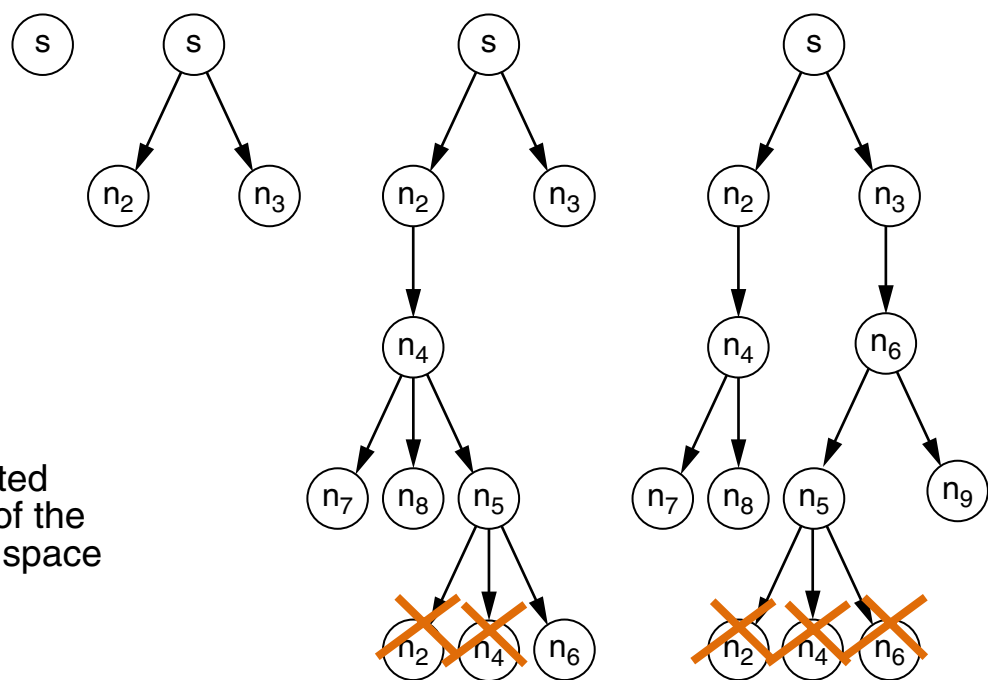 s s s s
n2 n3 n2 n3 n2 n3
n4 n4 n6
ted
of the
space
n7 n8 n5 n7 n8 n5 n9
n2 n4 n6 n2 n4 n6